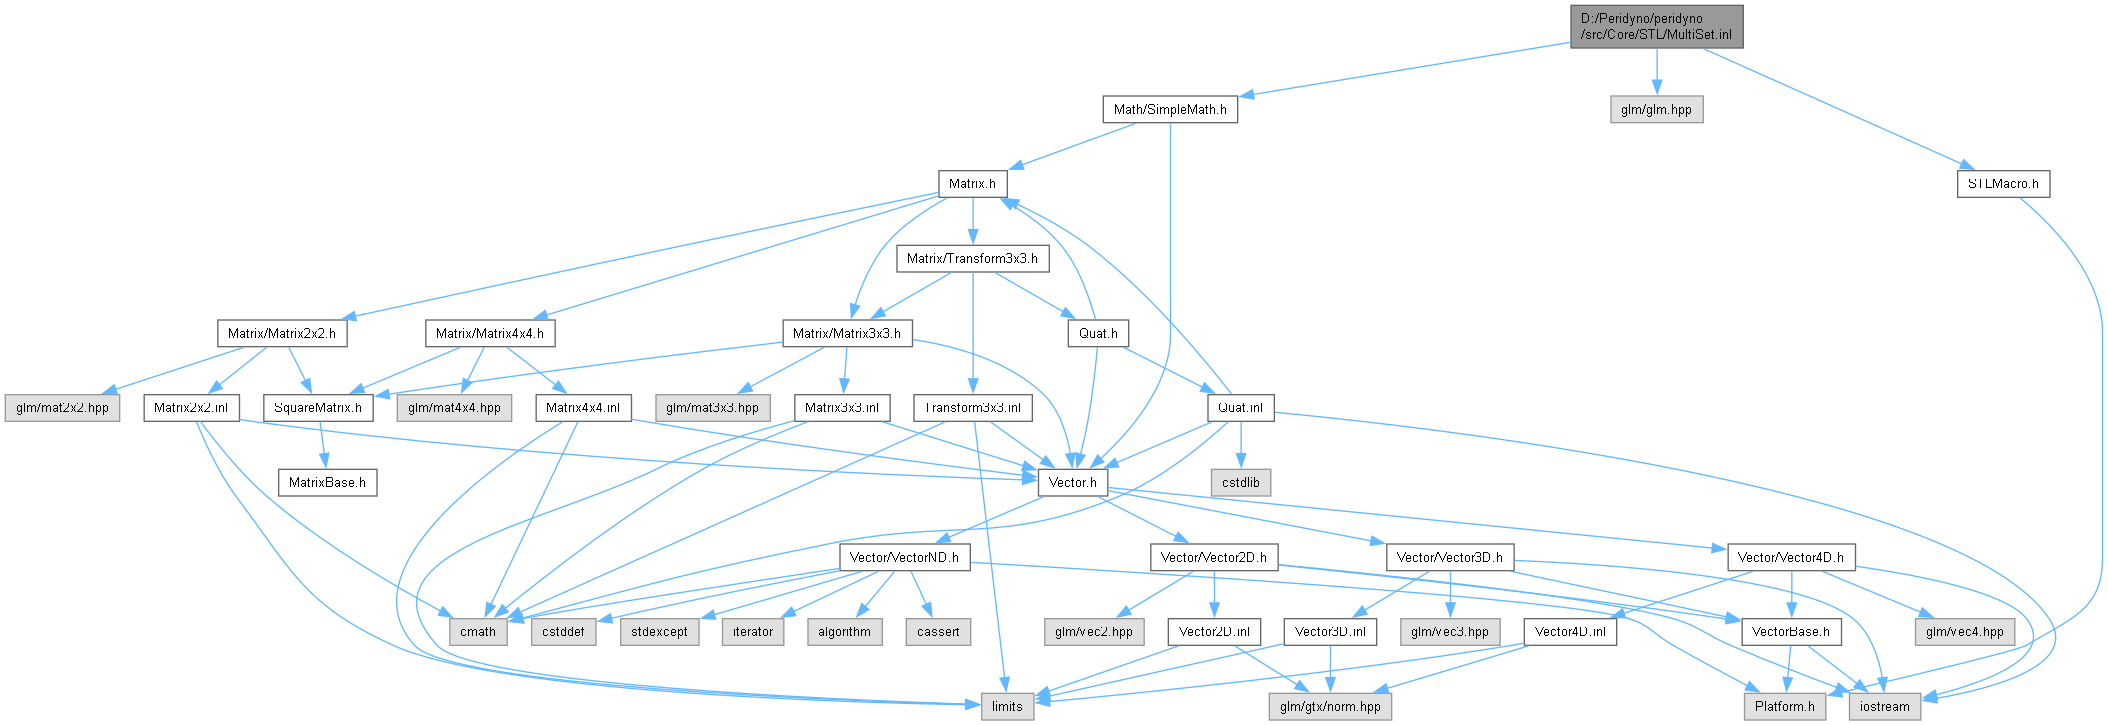 D:/Peridyno/peridyno
/src/Core/STL/MultiSet.inl
Math/SimpleMath.h
glm/glm.hpp
Matrix.h
STLMacro.h
Matrix/Transform3x3.h
Matrix/Matrix2x2.h
Matrix/Matrix4x4.h
Matrix/Matrix3x3.h
Quat.h
glm/mat2x2.hpp
Matrix2x2.inl
SquareMatrix.h
glm/mat4x4.hpp
Matrix4x4.inl
glm/mat3x3.hpp
Matrix3x3.inl
Transform3x3.inl
Quat.inl
MatrixBase.h
Vector.h
cstdlib
Vector/VectorND.h
Vector/Vector2D.h
Vector/Vector3D.h
Vector/Vector4D.h
cmath
cstddef
stdexcept
iterator
algorithm
cassert
glm/vec2.hpp
Vector2D.inl
Vector3D.inl
glm/vec3.hpp
Vector4D.inl
VectorBase.h
glm/vec4.hpp
limits
glm/gtx/norm.hpp
Platform.h
iostream